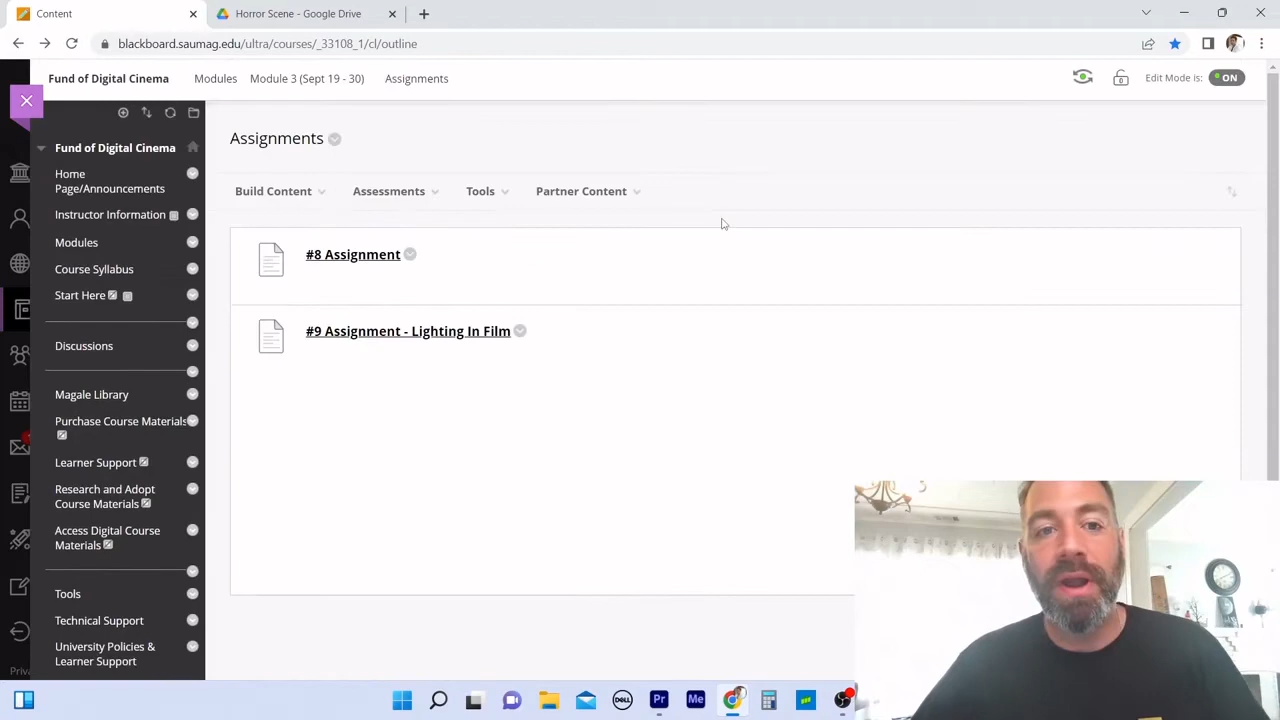 Content
Horror Scene - Google Drive
blackboard.saumag.edu/ultra/courses/_33108_1/cl/outline
Fund of Digital Cinema
Modules
Module 3 (Sept 19 - 30)
Assignments
Edit Mode is:
ON
Fund of Digital Cinema
Home
Page/Announcements
Instructor Information
Modules
Course Syllabus
Start Here
Discussions
Magale Library
Purchase Course Materials
Learner Support
Research and Adopt
Course Materials
Access Digital Course
Materials
Tools
Technical Support
University Policies &
Learner Support
Assignments
Build Content
Assessments
Tools
Partner Content
#8 Assignment
#9 Assignment - Lighting In Film
Priva
DELL
Pr
Me